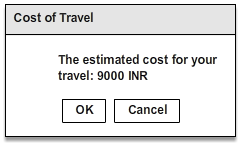 Cost of Travel
The estimated cost for your
travel: 9000 INR
OK Cancel